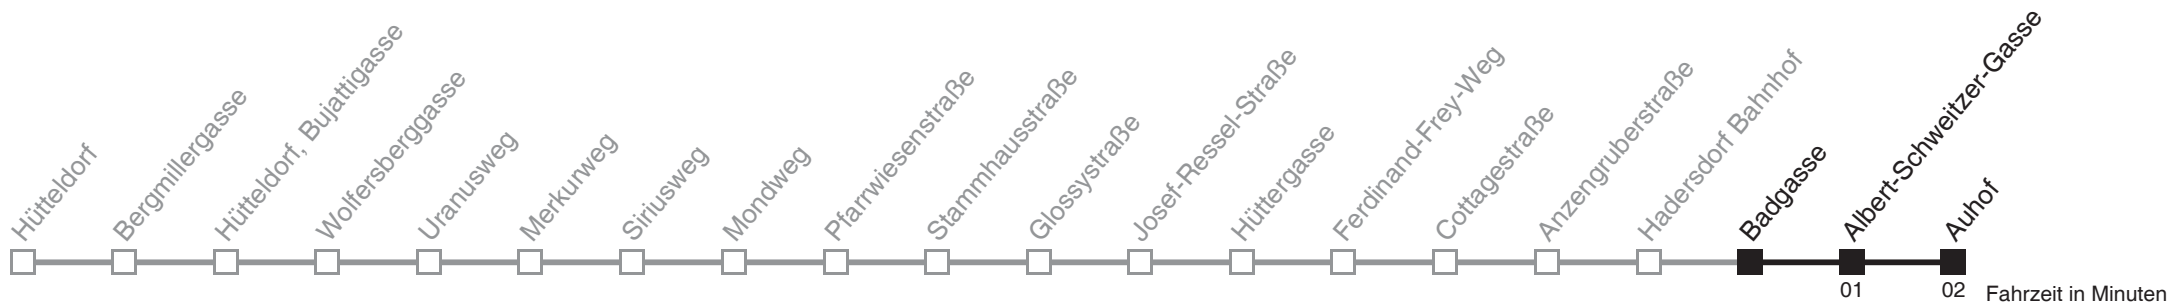 Hütteldorf
Bergmillergasse
Hütteldorf, Bujattigasse
Wolfersberggasse
Uranusweg
Merkurweg
Siriusweg
Mondweg
Pfarrwiesenstraße
Stammhausstraße
Glossystraße
Josef-Ressel-Straße
Hüttergasse
Ferdinand-Frey-Weg
Cottagestraße
Anzengruberstraße
Hadersdorf Bahnhof
Badgasse
Albert-Schweitzer-Gasse
Auhof
01
02
Fahrzeit in Minuten